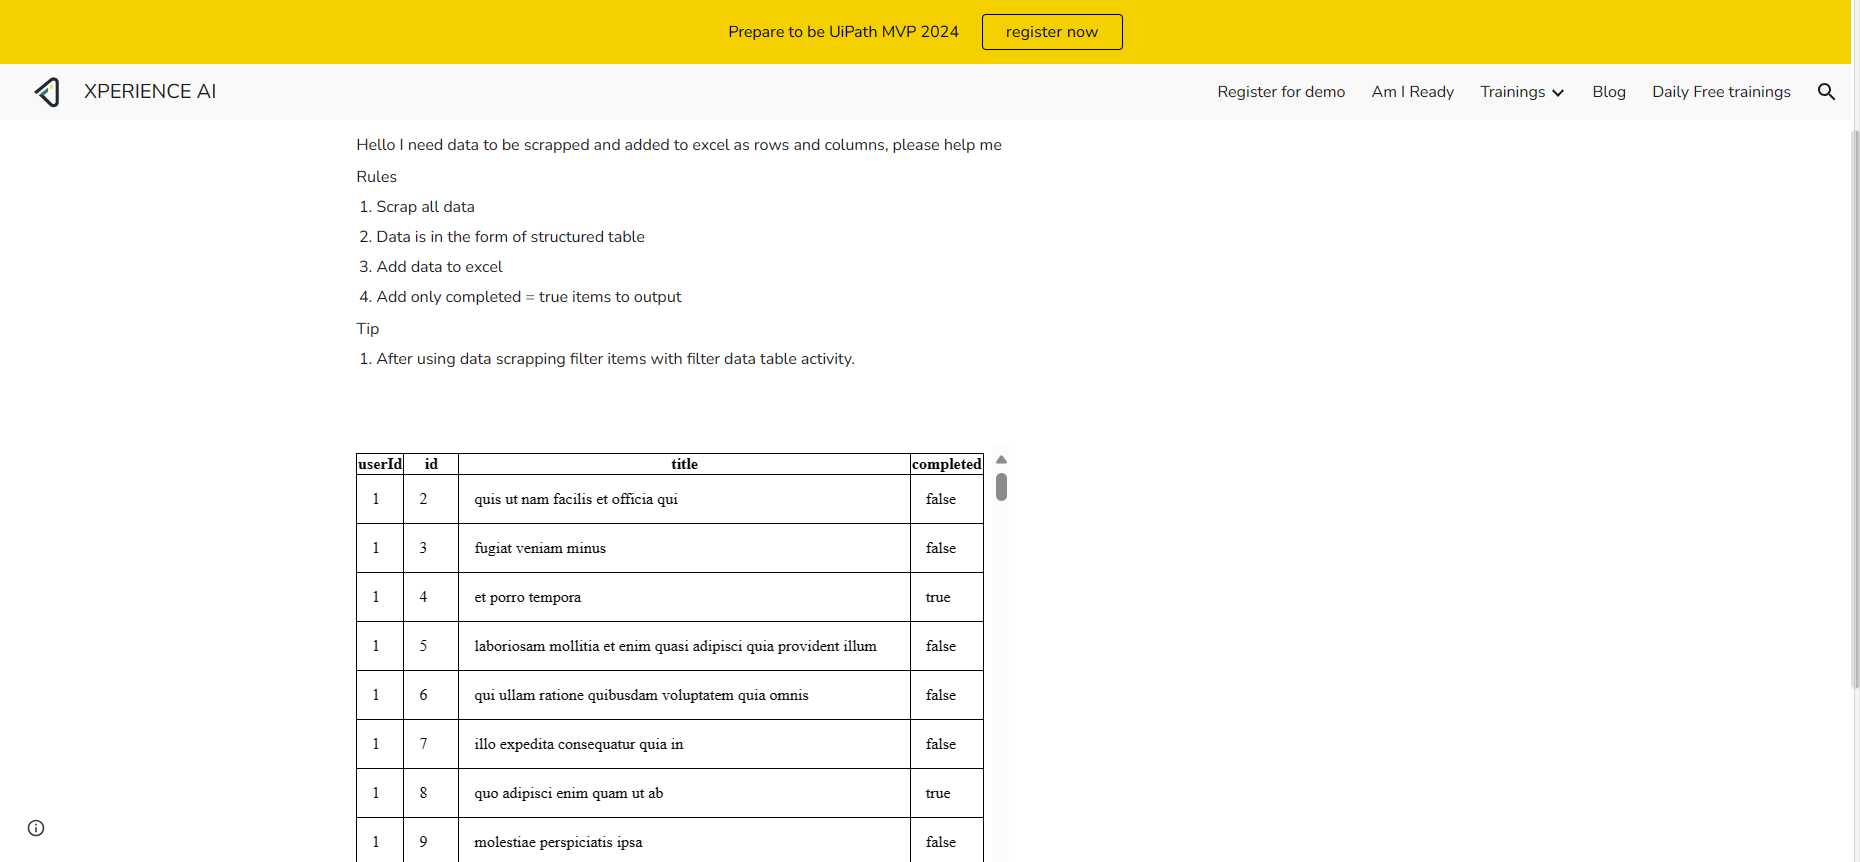 Prepare to be UiPath MVP 2024 register now
XPERIENCE AI Register for demo Am I Ready Trainings Blog Daily Free trainings
Hello I need data to be scrapped and added to excel as rows and columns, please help me
Rules
1. Scrap all data
2. Data is in the form of structured table
3. Add data to excel
4. Add only completed = true items to output
Tip
1. After using data scrapping filter items with filter data table activity.
userId id title completed
1 2 quis ut nam facilis et officia qui false
1 3 fugiat veniam minus false
1 4 et porro tempora true
1 5 laboriosam mollitia et enim quasi adipisci quia provident illum false
1 6 qui ullam ratione quibusdam voluptatem quia omnis false
1 7 illo expedita consequatur quia in false
1 8 quo adipisci enim quam ut ab true
1 9 molestiae perspiciatis ipsa false